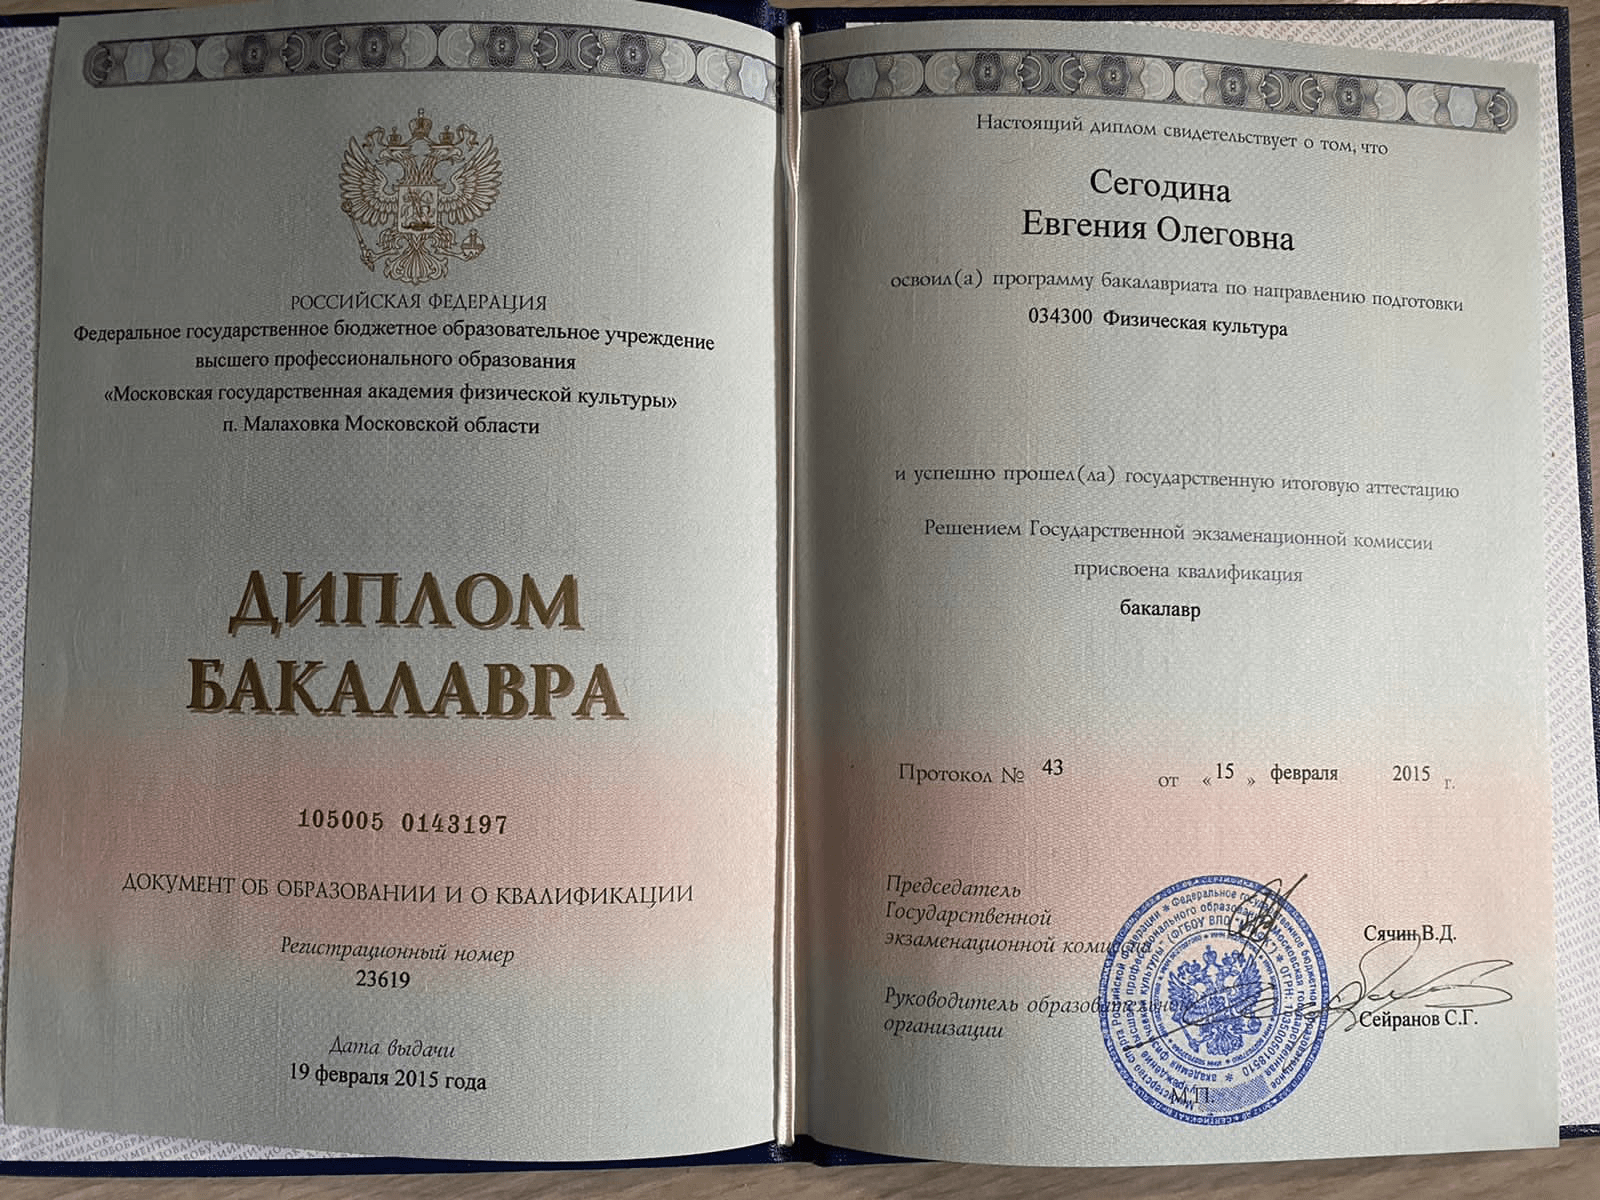 РОССИЙСКАЯ ФЕДЕРАЦИЯ
Федеральное государственное бюджетное образовательное учреждение
высшего профессионального образования
«Московская государственная академия физической культуры»
п. Малаховка Московской области
ДИПЛОМ
БАКАЛАВРА
105005 0143197
ДОКУМЕНТ ОБ ОБРАЗОВАНИИ И О КВАЛИФИКАЦИИ
Регистрационный номер
23619
Дата выдачи
19 февраля 2015 года
Настоящий диплом свидетельствует о том, что
Сегодина
Евгения Олеговна
освоил(а) программу бакалавриата по направлению подготовки
034300 Физическая культура
и успешно прошел(ла) государственную итоговую аттестацию
Решением Государственной экзаменационной комиссии
присвоена квалификация
бакалавр
Протокол № 43 от « 15 » февраля 2015 г.
Председатель
Государственной
экзаменационной комиссии
Сячин В.Д.
Руководитель образовательной
организации
Сейранов С.Г.
М.П.